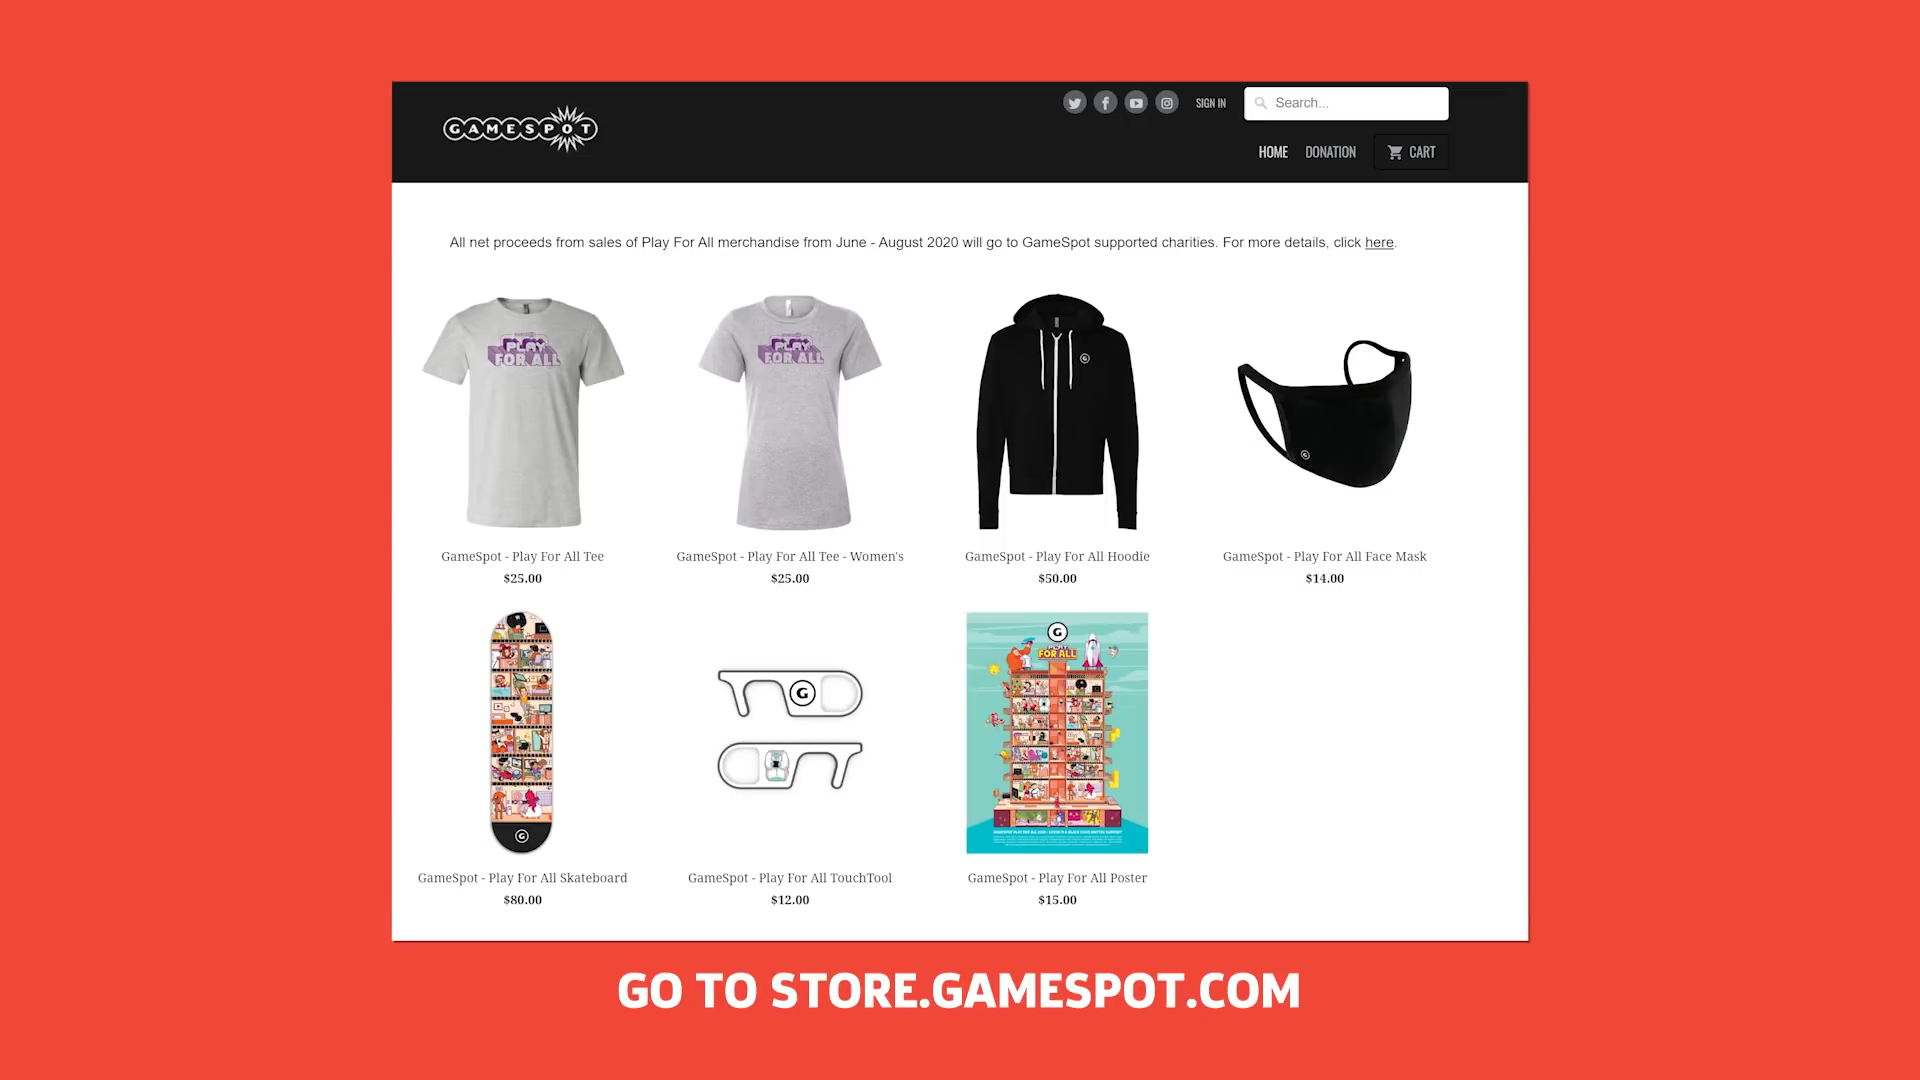 GAMESPOT
SIGN IN
Search...
HOME
DONATION
CART
All net proceeds from sales of Play For All merchandise from June - August 2020 will go to GameSpot supported charities. For more details, click here.
PLAY
FOR ALL
PLAY
FOR ALL
G
G
GameSpot - Play For All Tee
$25.00
GameSpot - Play For All Tee - Women's
$25.00
GameSpot - Play For All Hoodie
$50.00
GameSpot - Play For All Face Mask
$14.00
G
G
G
FOR ALL
GameSpot - Play For All Skateboard
$80.00
GameSpot - Play For All TouchTool
$12.00
GameSpot - Play For All Poster
$15.00
GO TO STORE.GAMESPOT.COM